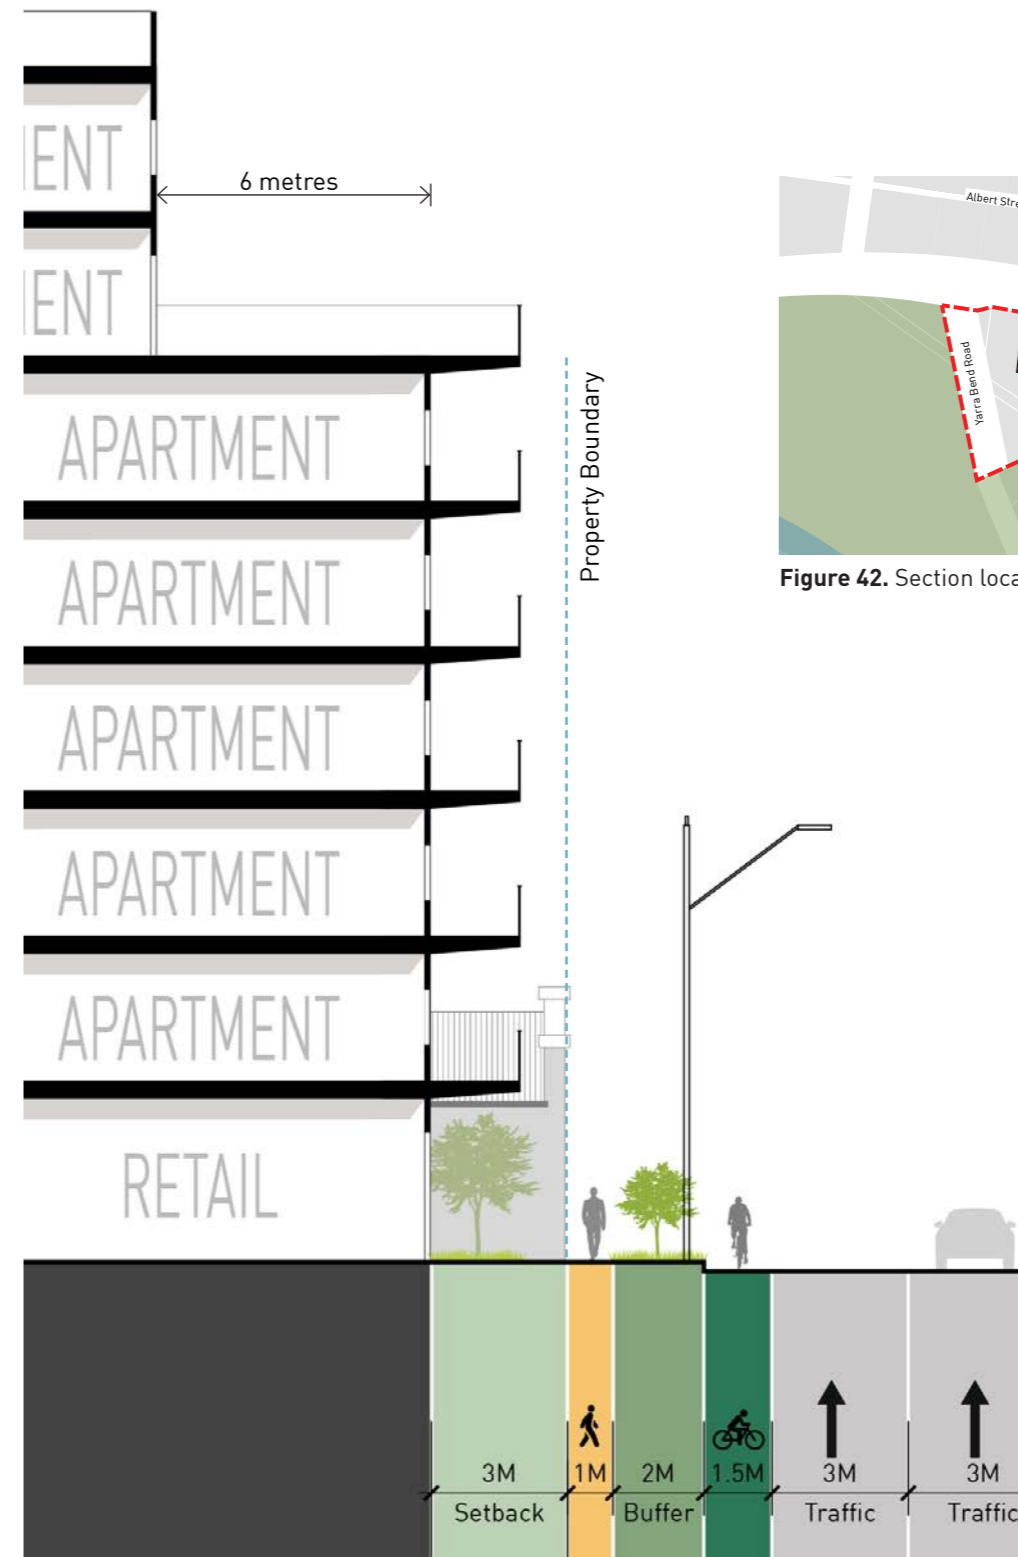 ENT
6 metres
ENT
APARTMENT
APARTMENT
APARTMENT
APARTMENT
APARTMENT
RETAIL
Property Boundary
Albert Stre
Yarra Bend Road
Figure 42. Section loca
3M
1M
2M
1.5M
3M
3M
Setback
Buffer
Traffic
Traffic